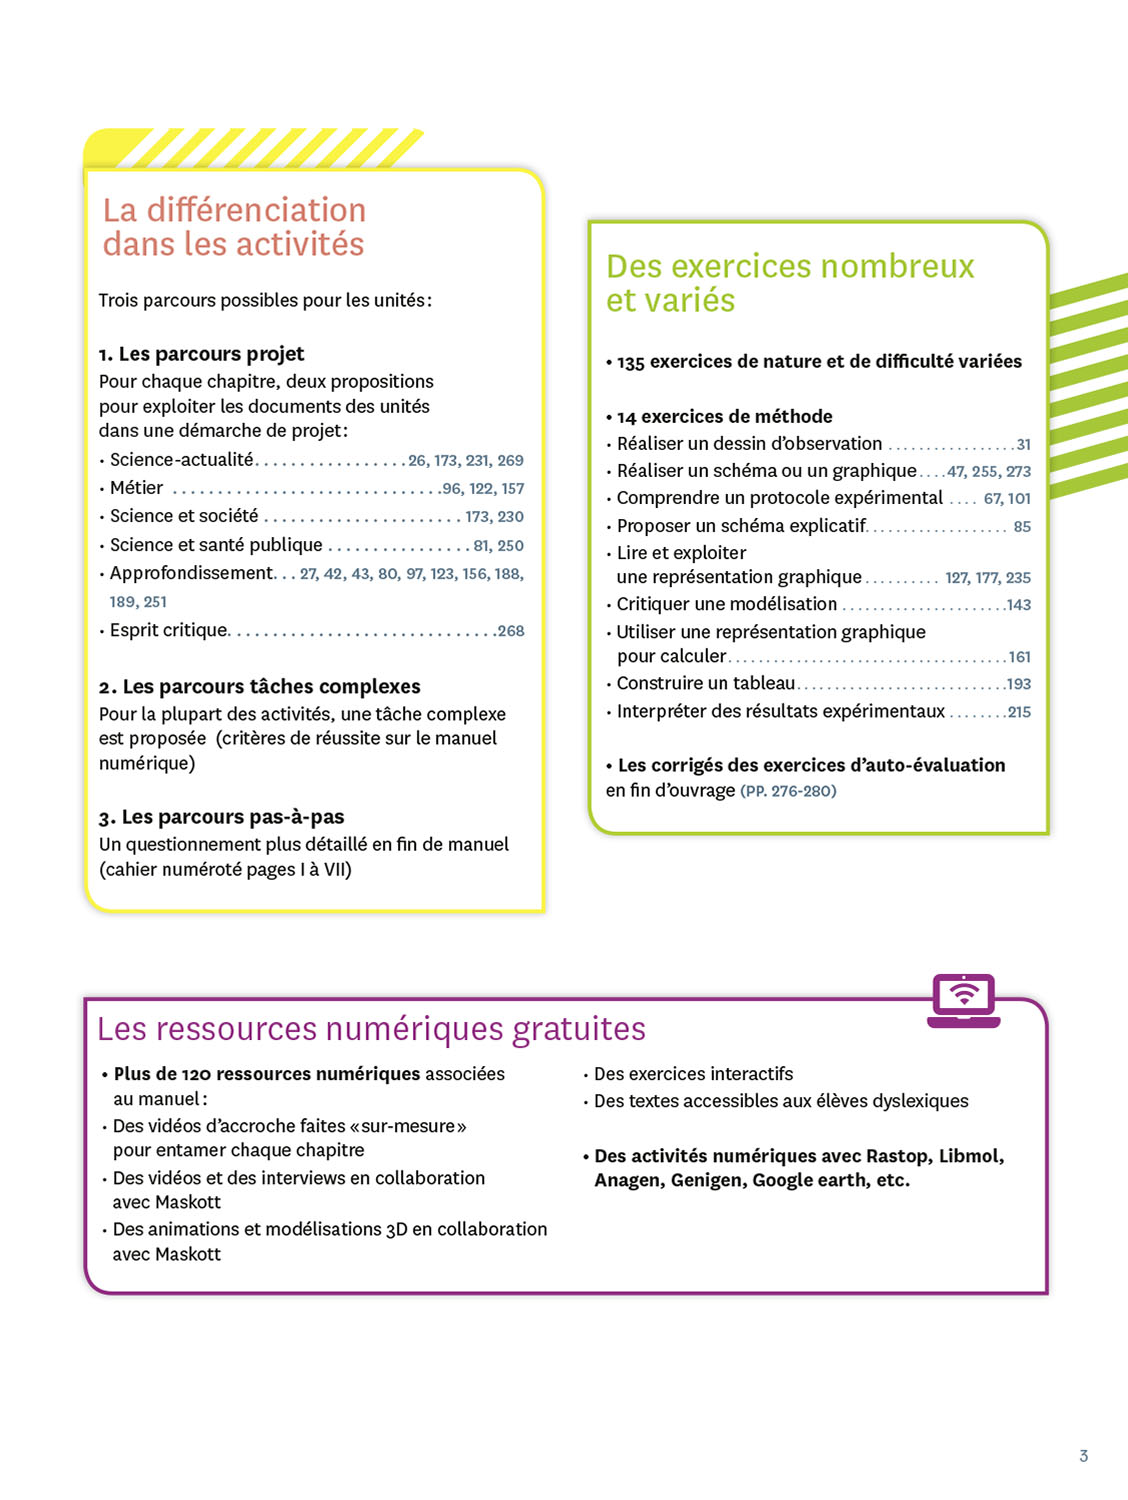 La différenciation
dans les activités
Trois parcours possibles pour les unités :
1. Les parcours projet
Pour chaque chapitre, deux propositions
pour exploiter les documents des unités
dans une démarche de projet :
• Science-actualité. . . . . . . . . . . . . . . . . 26, 173, 231, 269
• Métier . . . . . . . . . . . . . . . . . . . . . . . . . . . . . . 96, 122, 157
• Science et société . . . . . . . . . . . . . . . . . . . . . . 173, 230
• Science et santé publique . . . . . . . . . . . . . . . . 81, 250
• Approfondissement. . . 27, 42, 43, 80, 97, 123, 156, 188,
189, 251
• Esprit critique. . . . . . . . . . . . . . . . . . . . . . . . . . . . . . 268
2. Les parcours tâches complexes
Pour la plupart des activités, une tâche complexe
est proposée (critères de réussite sur le manuel
numérique)
3. Les parcours pas-à-pas
Un questionnement plus détaillé en fin de manuel
(cahier numéroté pages I à VII)
Des exercices nombreux
et variés
• 135 exercices de nature et de difficulté variées
• 14 exercices de méthode
• Réaliser un dessin d’observation . . . . . . . . . . . . . . . . . 31
• Réaliser un schéma ou un graphique . . . . 47, 255, 273
• Comprendre un protocole expérimental . . . . 67, 101
• Proposer un schéma explicatif. . . . . . . . . . . . . . . . . . . 85
• Lire et exploiter
une représentation graphique . . . . . . . . . . 127, 177, 235
• Critiquer une modélisation . . . . . . . . . . . . . . . . . . . . . . 143
• Utiliser une représentation graphique
pour calculer . . . . . . . . . . . . . . . . . . . . . . . . . . . . . . . . . . . . . 161
• Construire un tableau . . . . . . . . . . . . . . . . . . . . . . . . . . . . 193
• Interpréter des résultats expérimentaux . . . . . . . . 215
• Les corrigés des exercices d’auto-évaluation
en fin d’ouvrage (PP. 276-280)
Les ressources numériques gratuites
• Plus de 120 ressources numériques associées
au manuel :
• Des vidéos d’accroche faites « sur-mesure »
pour entamer chaque chapitre
• Des vidéos et des interviews en collaboration
avec Maskott
• Des animations et modélisations 3D en collaboration
avec Maskott
• Des exercices interactifs
• Des textes accessibles aux élèves dyslexiques
• Des activités numériques avec Rastop, Libmol,
Anagen, Genigen, Google earth, etc.
3